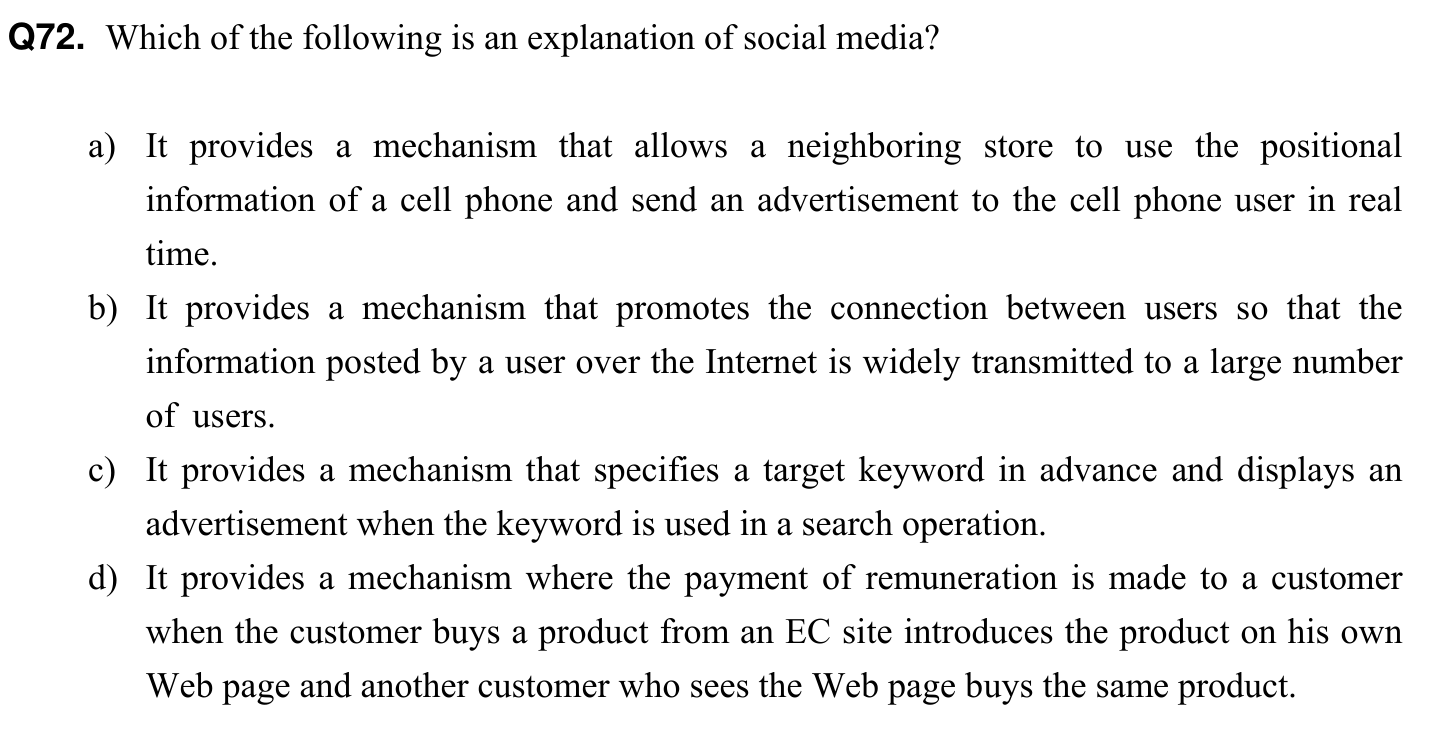 Q72. Which of the following is an explanation of social media?
a) It provides a mechanism that allows a neighboring store to use the positional
information of a cell phone and send an advertisement to the cell phone user in real
time.
b) It provides a mechanism that promotes the connection between users so that the
information posted by a user over the Internet is widely transmitted to a large number
of users.
c) It provides a mechanism that specifies a target keyword in advance and displays an
advertisement when the keyword is used in a search operation.
d) It provides a mechanism where the payment of remuneration is made to a customer
when the customer buys a product from an EC site introduces the product on his own
Web page and another customer who sees the Web page buys the same product.